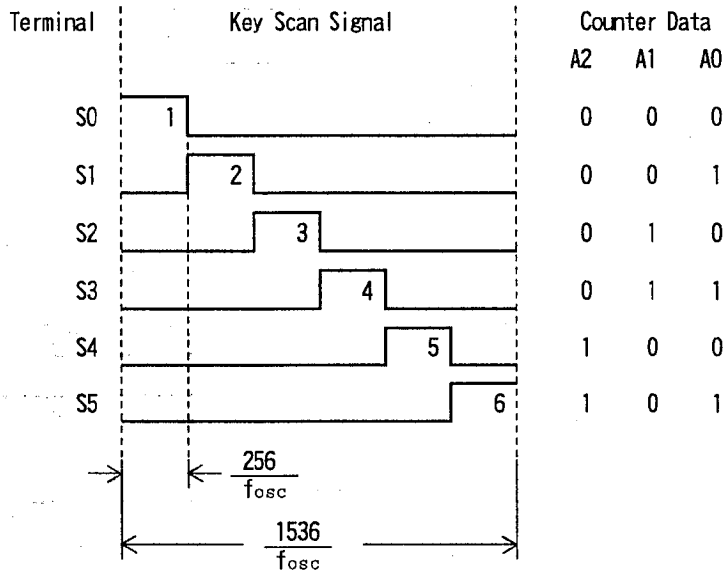 Terminal Key Scan Signal Counter Data
A2 A1 A0
S0 1 0 0 0
S1 2 0 0 1
S2 3 0 1 0
S3 4 0 1 1
S4 5 1 0 0
S5 6 1 0 1
256
fosc
1536
fosc